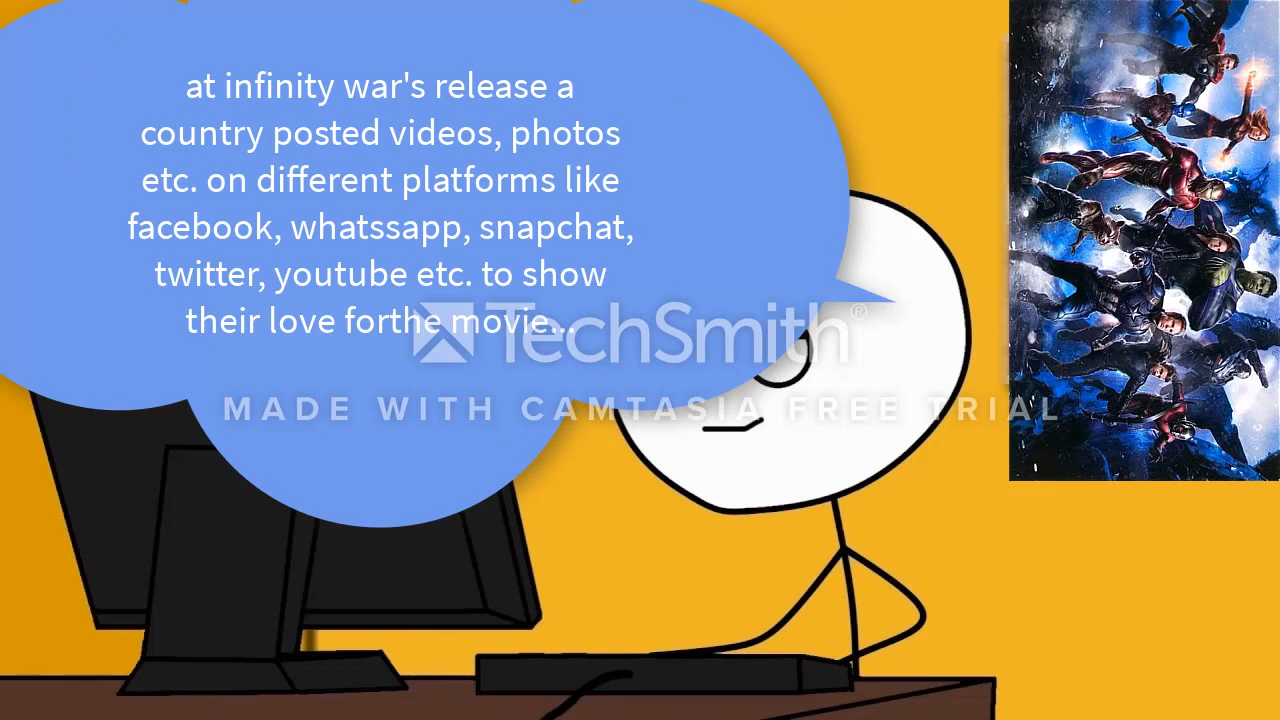 at infinity war's release a
country posted videos, photos
etc. on different platforms like
facebook, whatssapp, snapchat,
twitter, youtube etc. to show
their love forthe movie...
TechSmith®
MADE WITH CAMTASIA FREE TRIAL